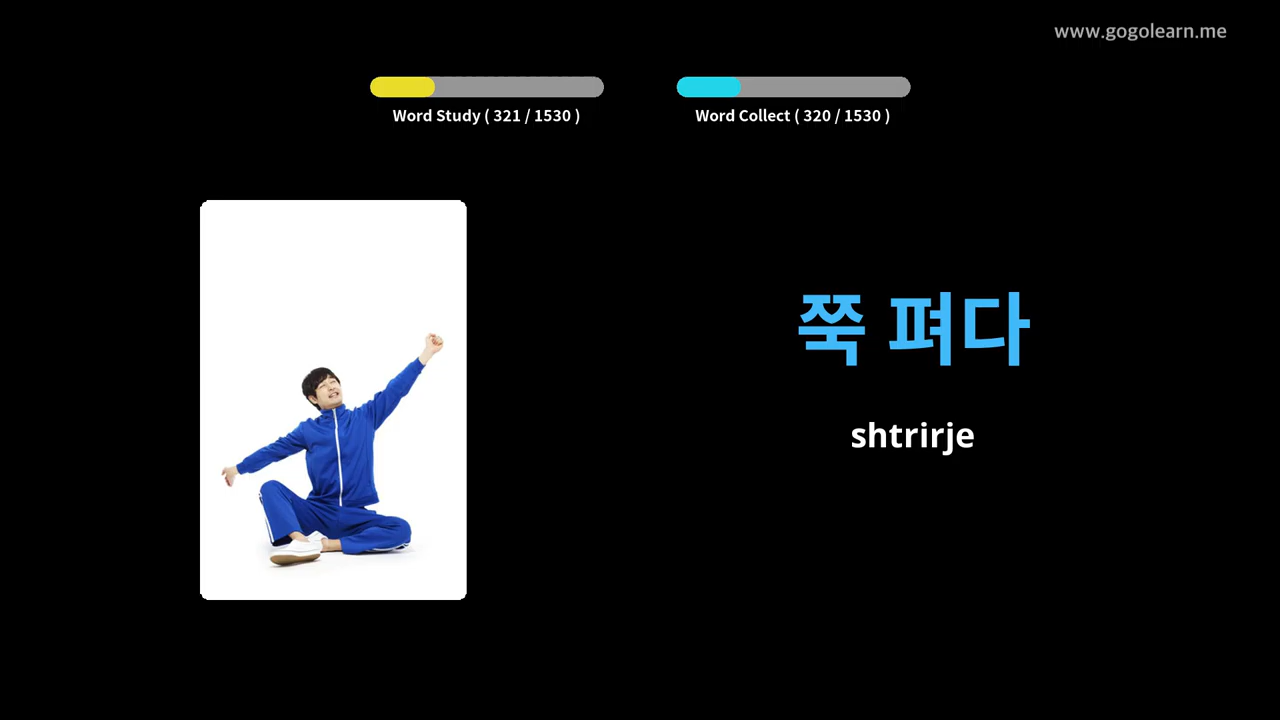 www.gogolearn.me
Word Study ( 321 / 1530 )
Word Collect ( 320 / 1530 )
쭉 펴다
shtrirje